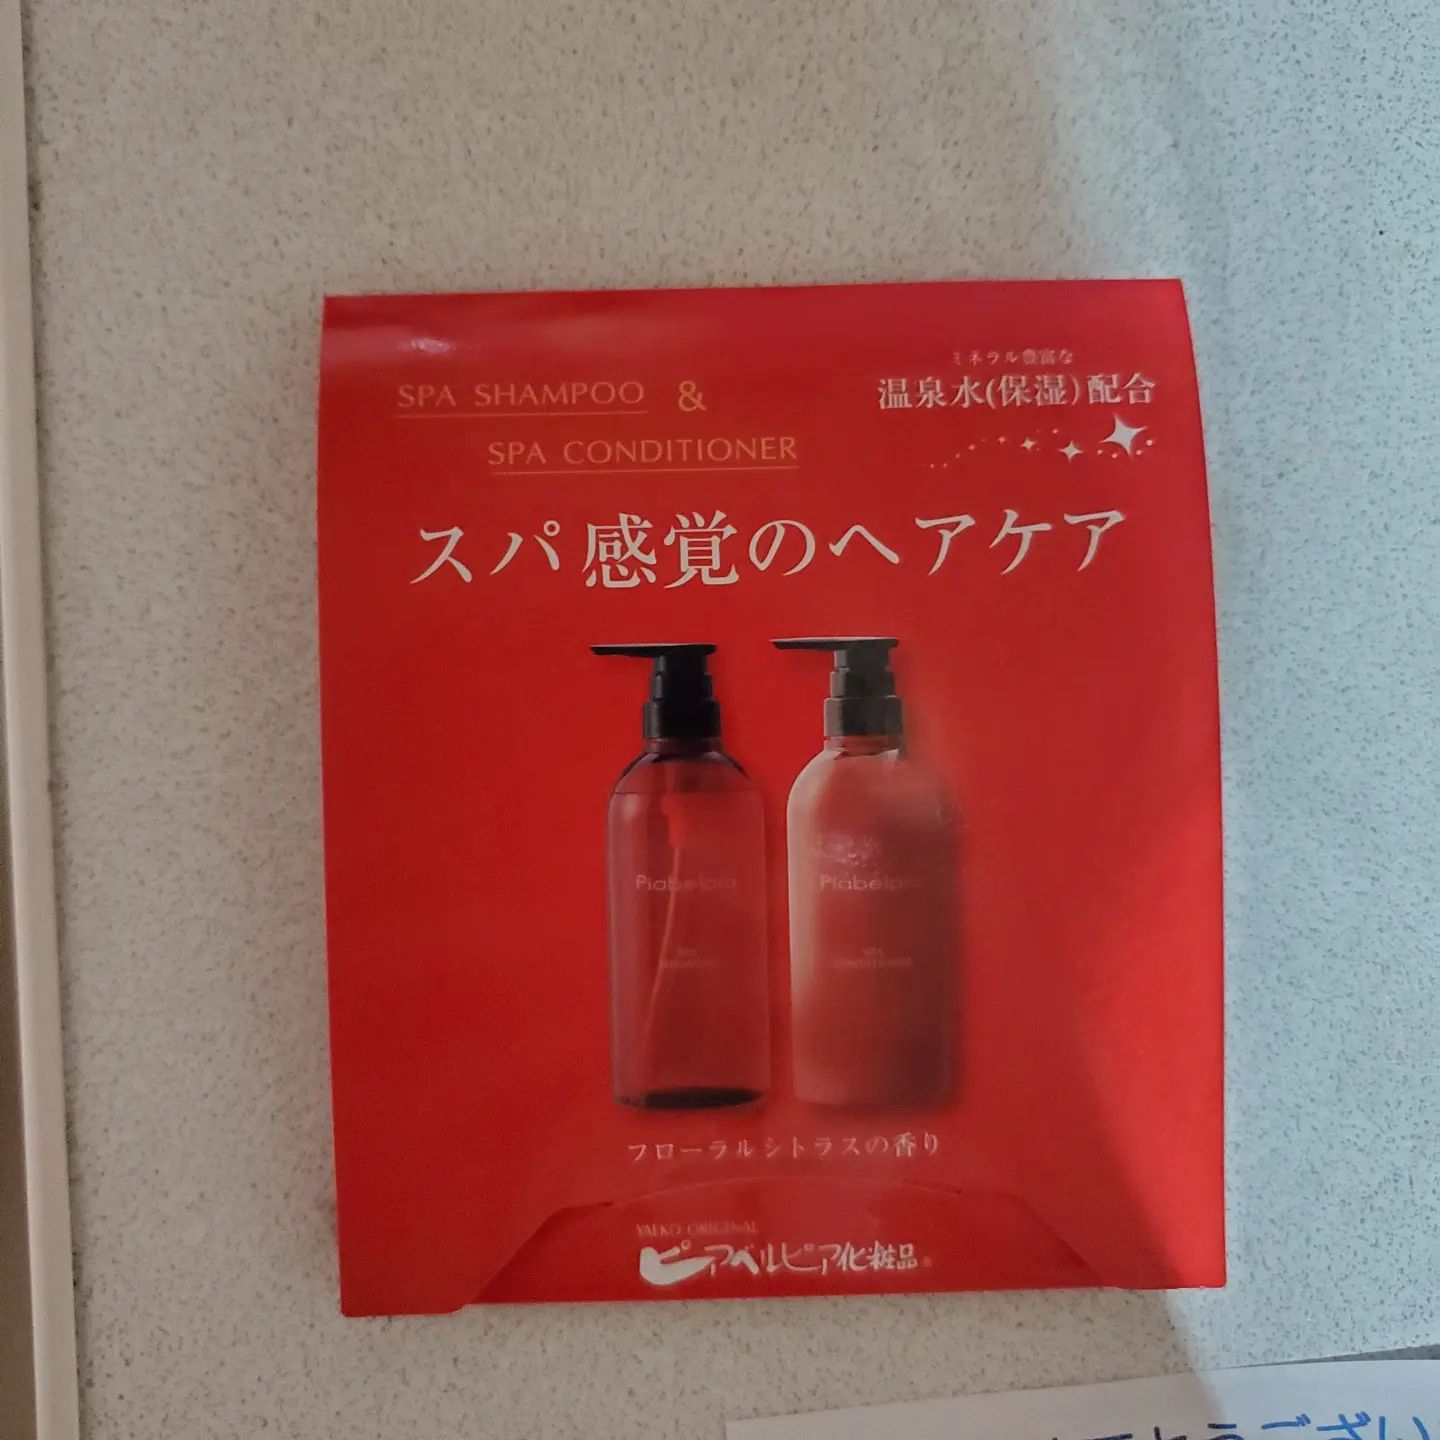 SPA SHAMPOO &
SPA CONDITIONER
ミネラル豊富な
温泉水(保湿)配合
スパ感覚のヘアケア
Piabelpia
SPA
SHAMPOO
Piabelpia
SPA
CONDITIONER
フローラルシトラスの香り
YAEKO ORIGINAL
ピアベルピア化粧品®